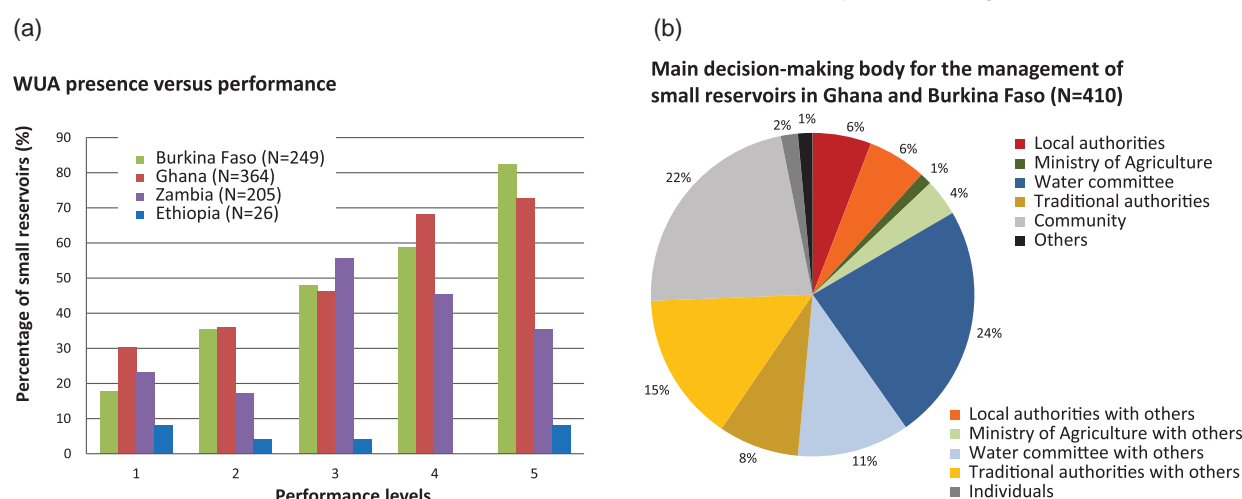 (a)
WUA presence versus performance
Percentage of small reservoirs (%)
90
80
70
60
50
40
30
20
10
0
Burkina Faso (N=249)
Ghana (N=364)
Zambia (N=205)
Ethiopia (N=26)
1 2 3 4 5
Performance levels
(b)
Main decision-making body for the management of
small reservoirs in Ghana and Burkina Faso (N=410)
1%
6%
6%
1%
4%
24%
11%
8%
15%
22%
2%
Local authorities
Ministry of Agriculture
Water committee
Traditional authorities
Community
Others
Local authorities with others
Ministry of Agriculture with others
Water committee with others
Traditional authorities with others
Individuals